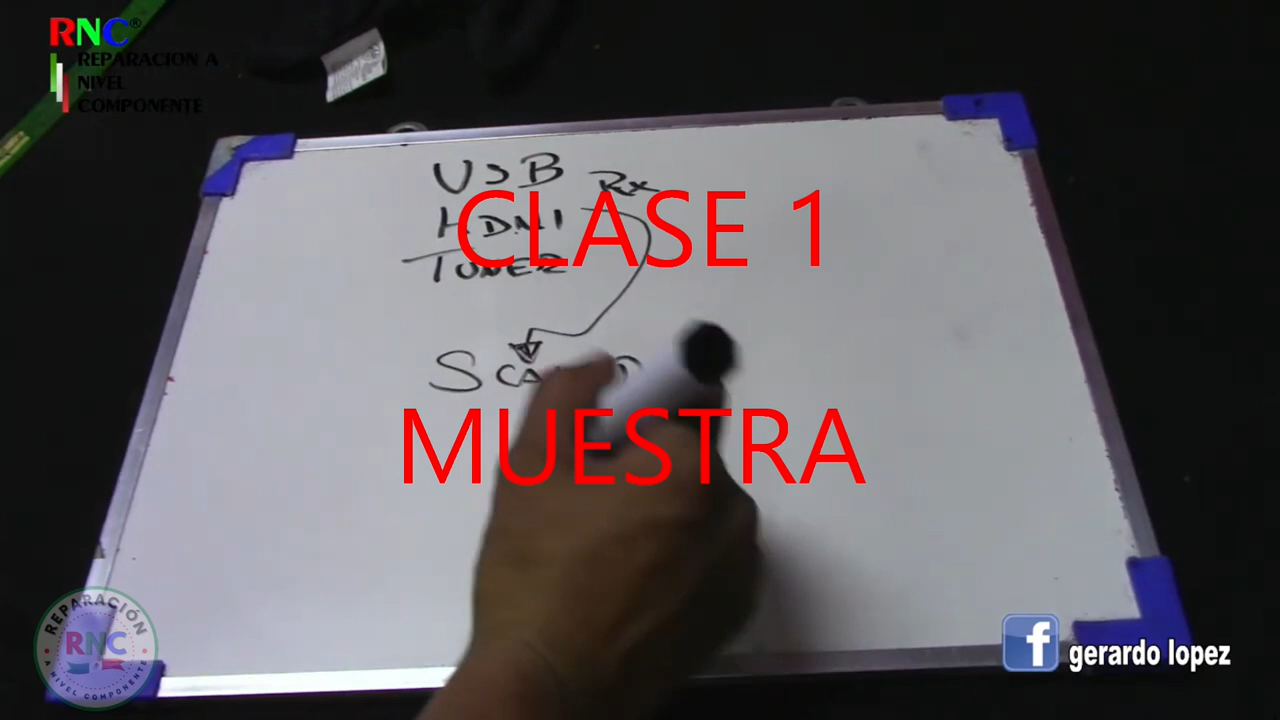 RNC®
REPARACION A
NIVEL
COMPONENTE
USB
Rx
HDMI
TUNER
CLASE 1
MUESTRA
REPARACIÓN
RNC
A NIVEL COMPONENTE
f gerardo lopez